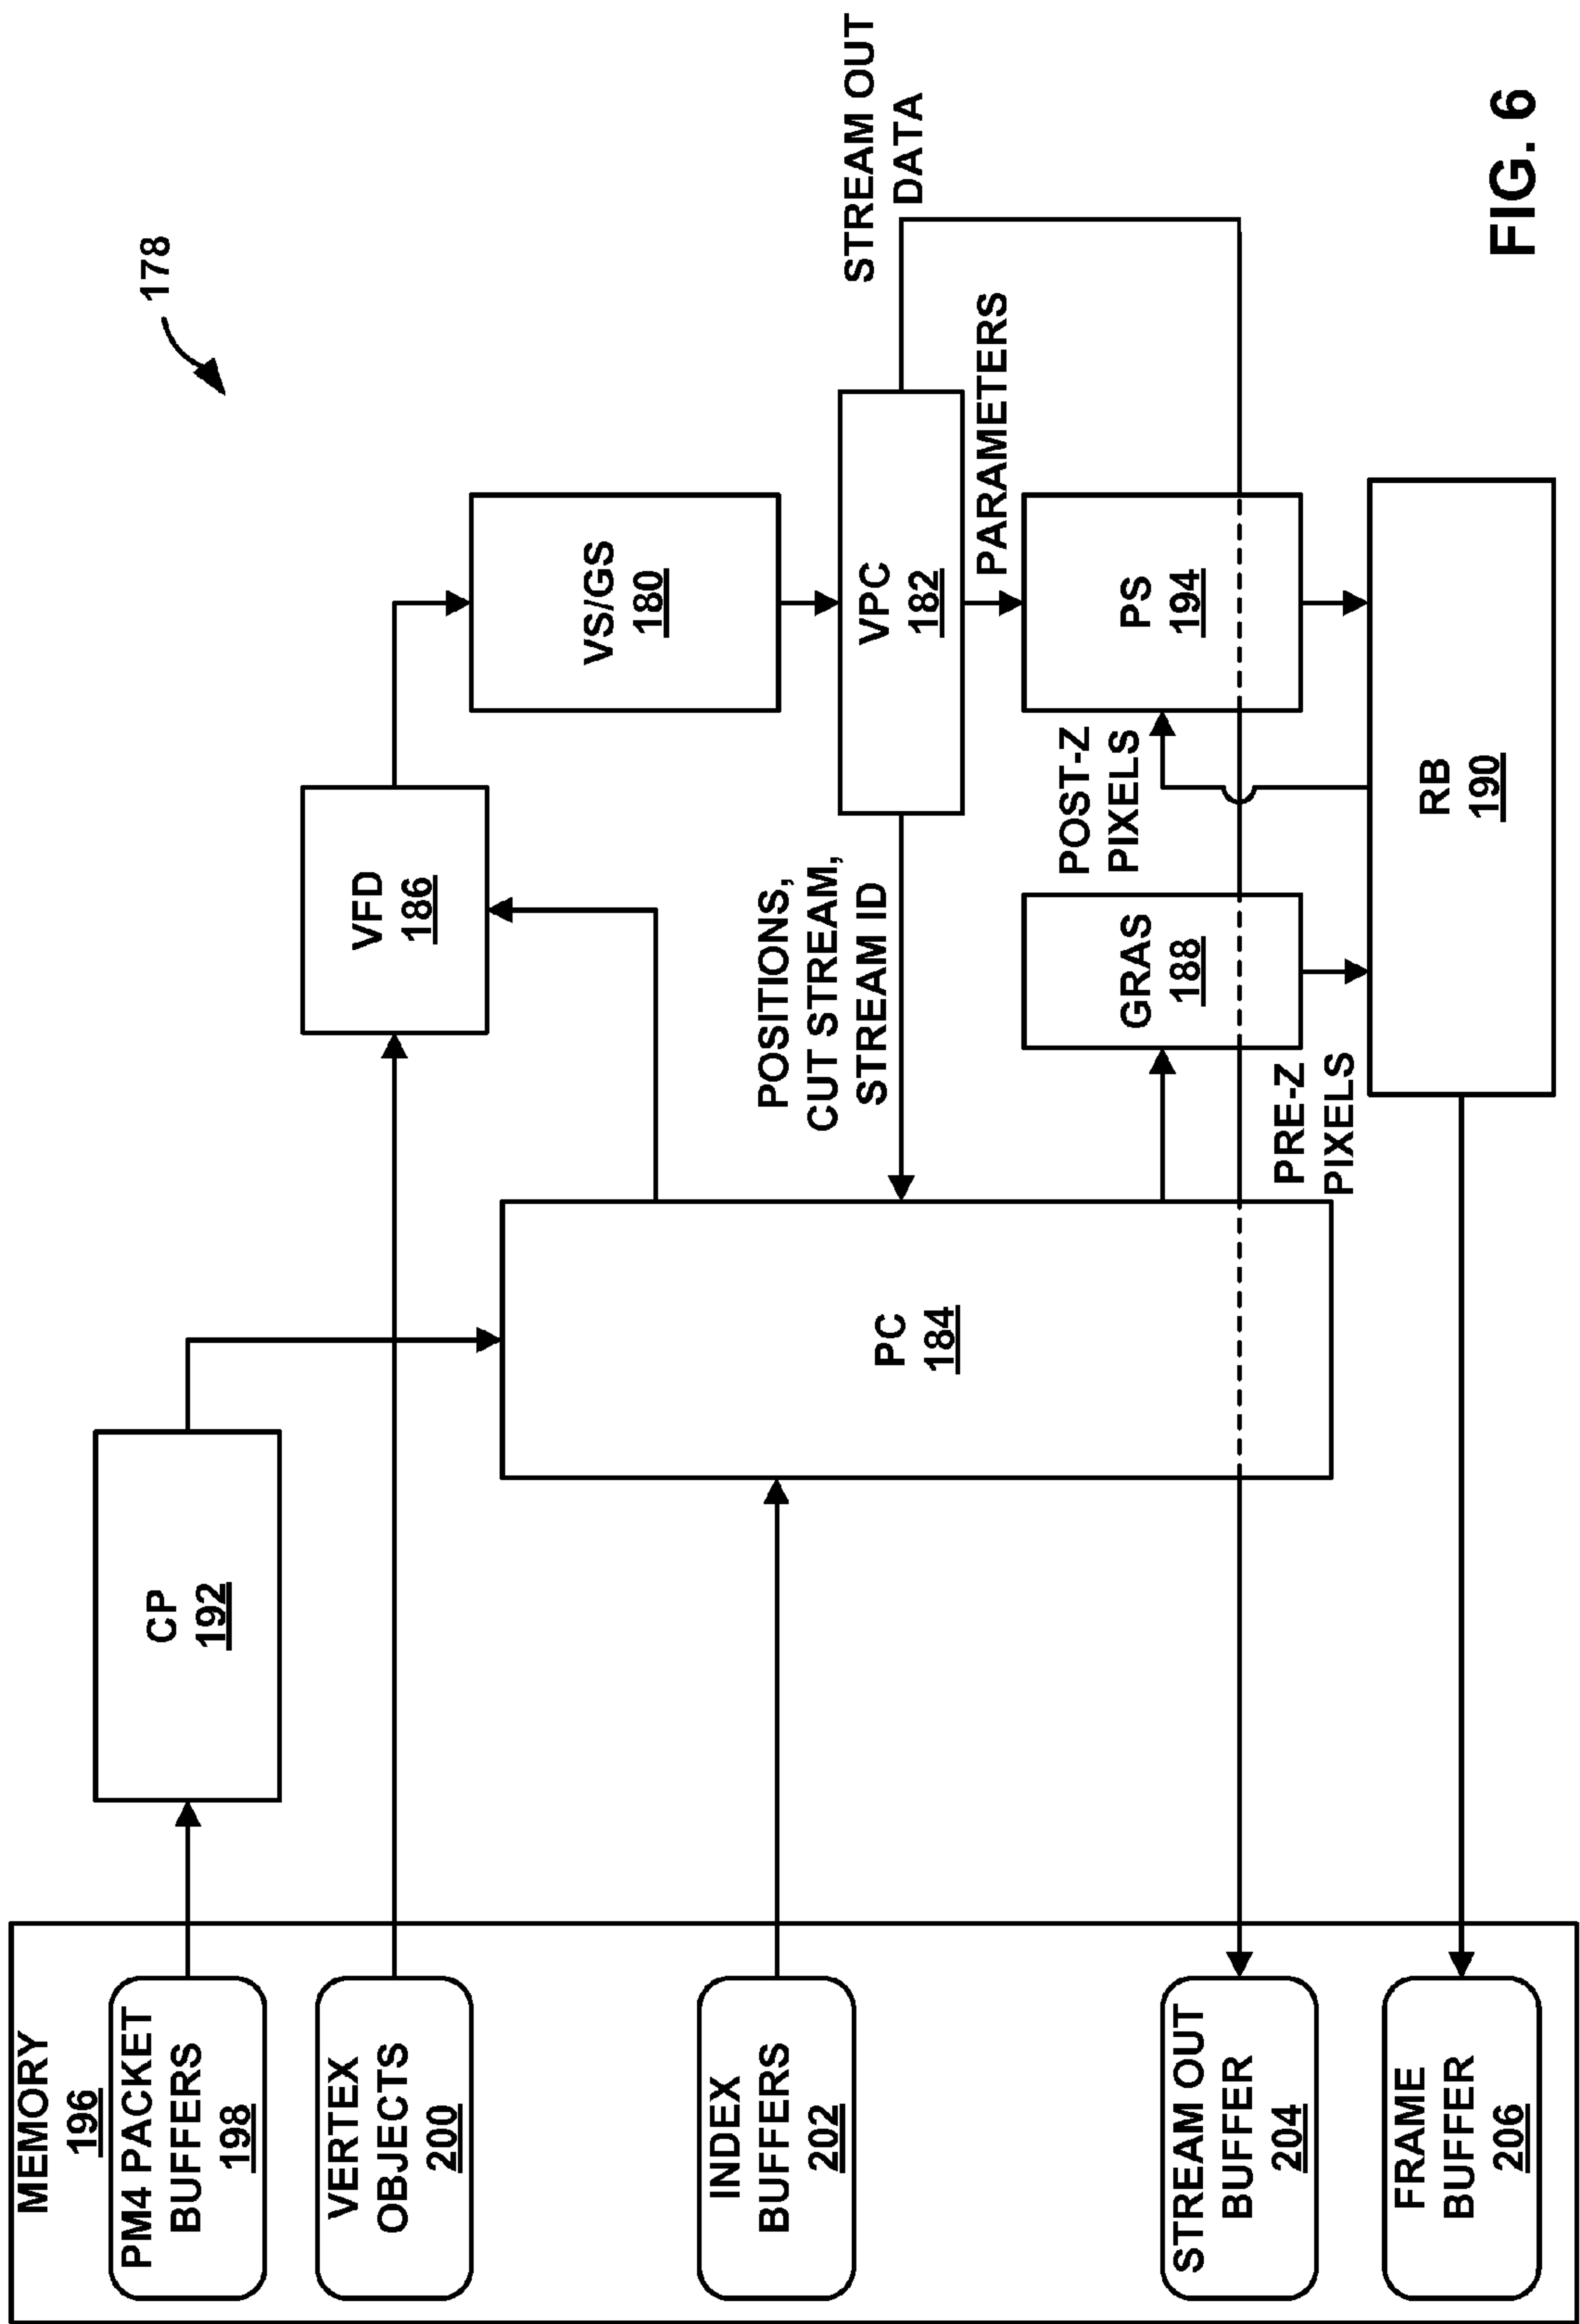 178
MEMORY
196
PM4 PACKET
BUFFERS
198
CP
192
VERTEX
OBJECTS
200
VFD
186
VS/GS
180
INDEX
BUFFERS
202
PC
184
POSITIONS,
CUT STREAM,
STREAM ID
VPC
182
STREAM OUT
DATA
PARAMETERS
STREAM OUT
BUFFER
204
GRAS
188
POST-Z
PIXELS
PS
194
PRE-Z
PIXELS
FRAME
BUFFER
206
RB
190
FIG. 6